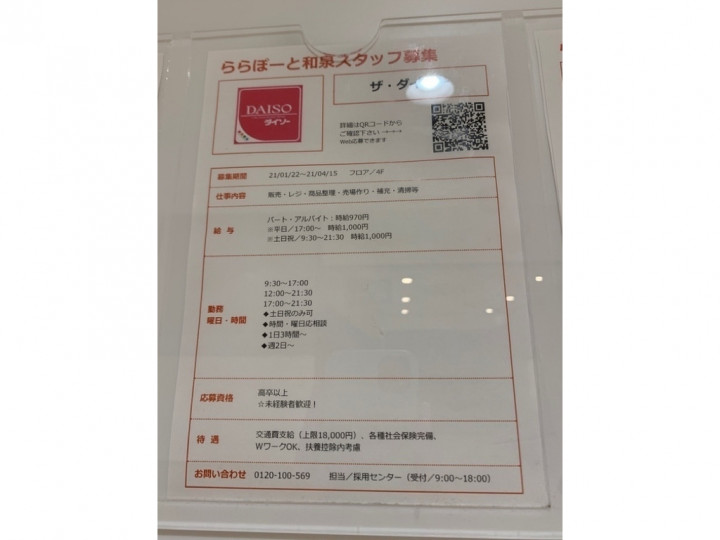 ららぽーと和泉スタッフ募集
DAISO
ダイソー
ザ・ダイ
詳細はQRコードから
ご確認下さい→→→
Web応募できます
募集期間 21/01/22～21/04/15 フロア／4F
仕事内容 販売・レジ・商品整理・売場作り・補充・清掃等
給与 パート・アルバイト：時給970円
※平日／17:00～ 時給1,000円
※土日祝／9:30～21:30 時給1,000円
勤務
曜日・時間
9:30～17:00
12:00～21:30
17:00～21:30
◆土日祝のみ可
◆時間・曜日応相談
◆1日3時間～
◆週2日～
応募資格 高卒以上
☆未経験者歓迎！
待遇 交通費支給（上限18,000円）、各種社会保険完備、
WワークOK、扶養控除内考慮
お問い合わせ 0120-100-569 担当／採用センター（受付／9:00～18:00）